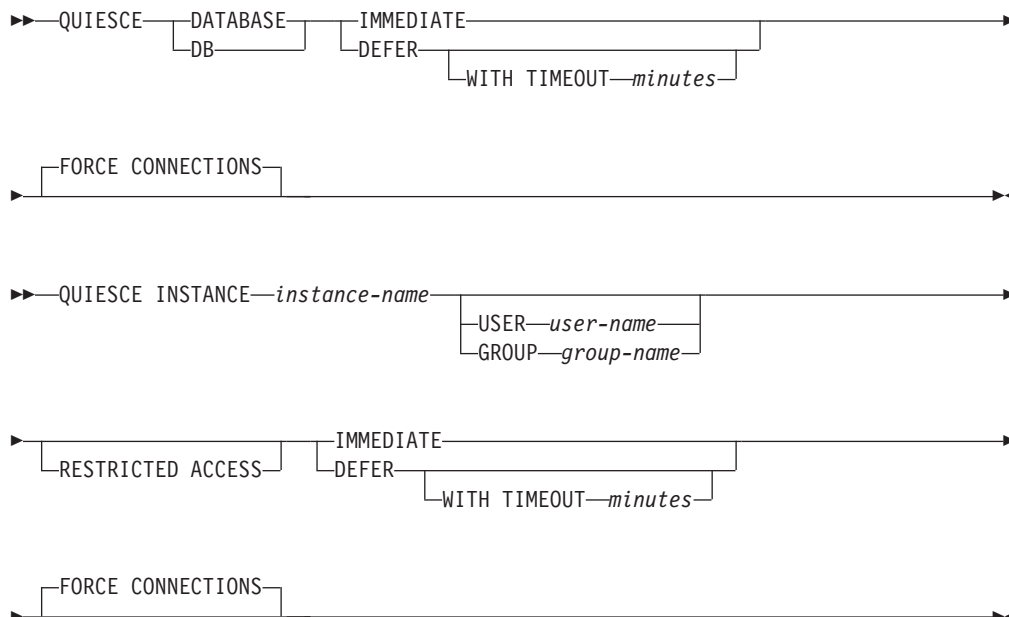 QUIESCE DATABASE IMMEDIATE
DB DEFER
WITH TIMEOUT minutes
FORCE CONNECTIONS
QUIESCE INSTANCE instance-name
USER user-name
GROUP group-name
IMMEDIATE
RESTRICTED ACCESS DEFER
WITH TIMEOUT minutes
FORCE CONNECTIONS